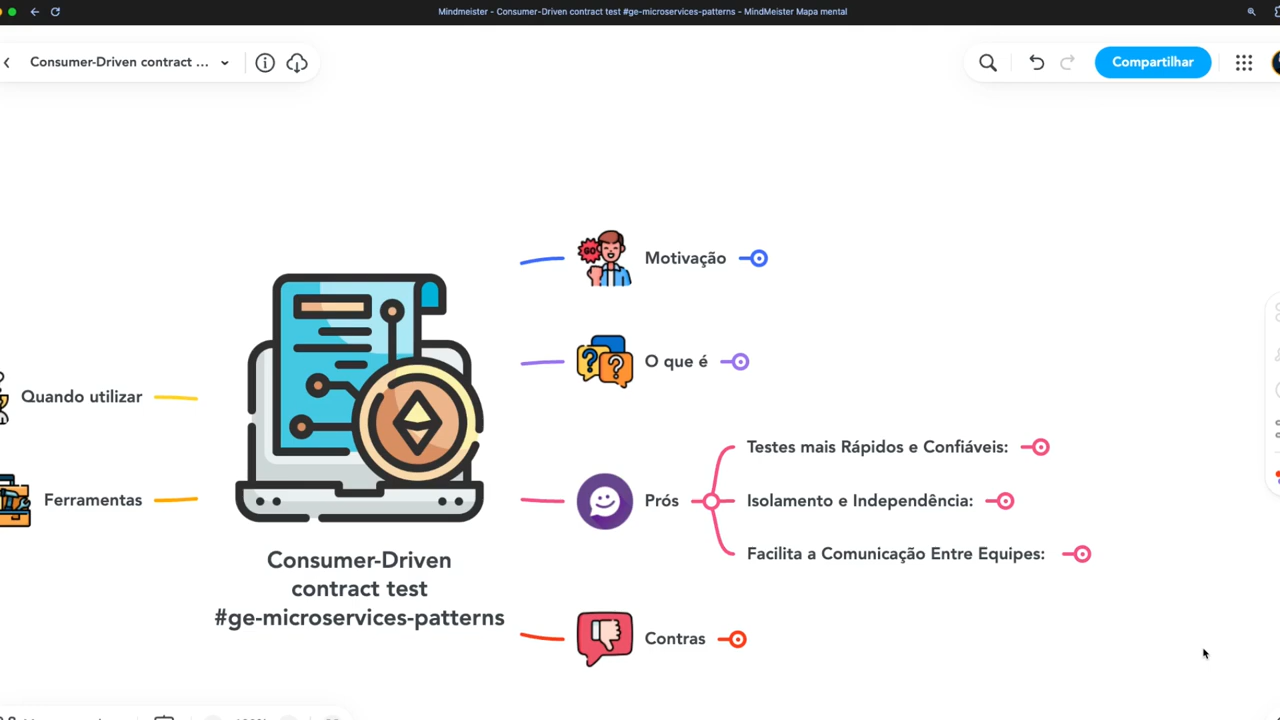 Mindmeister - Consumer-Driven contract test #ge-microservices-patterns - MindMeister Mapa mental
Consumer-Driven contract ...
Compartilhar
GO
Motivação
O que é
Quando utilizar
Testes mais Rápidos e Confiáveis:
Ferramentas
Prós
Isolamento e Independência:
Facilita a Comunicação Entre Equipes:
Consumer-Driven
contract test
#ge-microservices-patterns
Contras